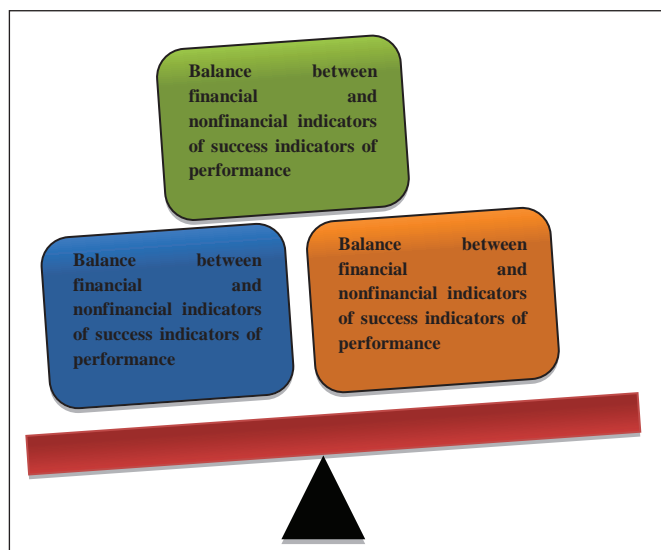 Balance between
financial and
nonfinancial indicators
of success indicators of
performance
Balance between
financial and
nonfinancial indicators
of success indicators of
performance
Balance between
financial and
nonfinancial indicators
of success indicators of
performance